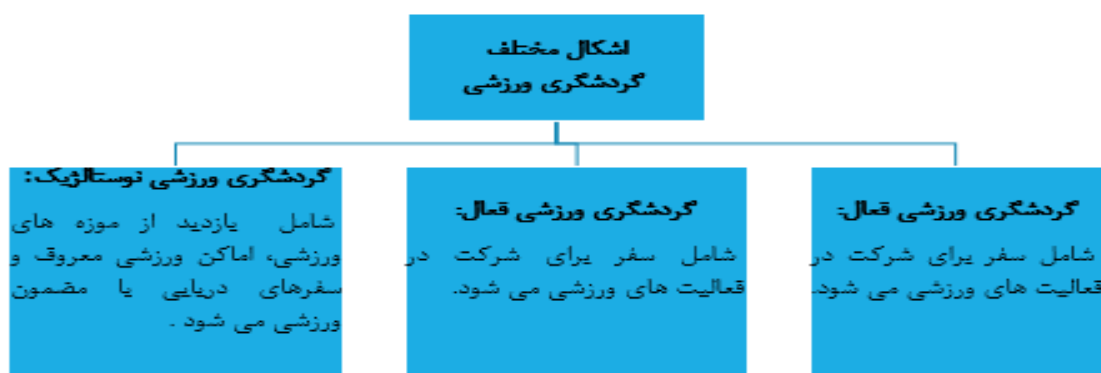 اشکال مختلف
گردشگری ورزشی
گردشگری ورزشی فعال:
شامل سفر برای شرکت در
فعالیت های ورزشی می شود.
گردشگری ورزشی فعال:
شامل سفر برای شرکت در
فعالیت های ورزشی می شود.
گردشگری ورزشی نوستالژیک:
شامل بازدید از موزه های
ورزشی، اماکن ورزشی معروف و
سفرهای دریایی با مضمون
ورزشی می شود .